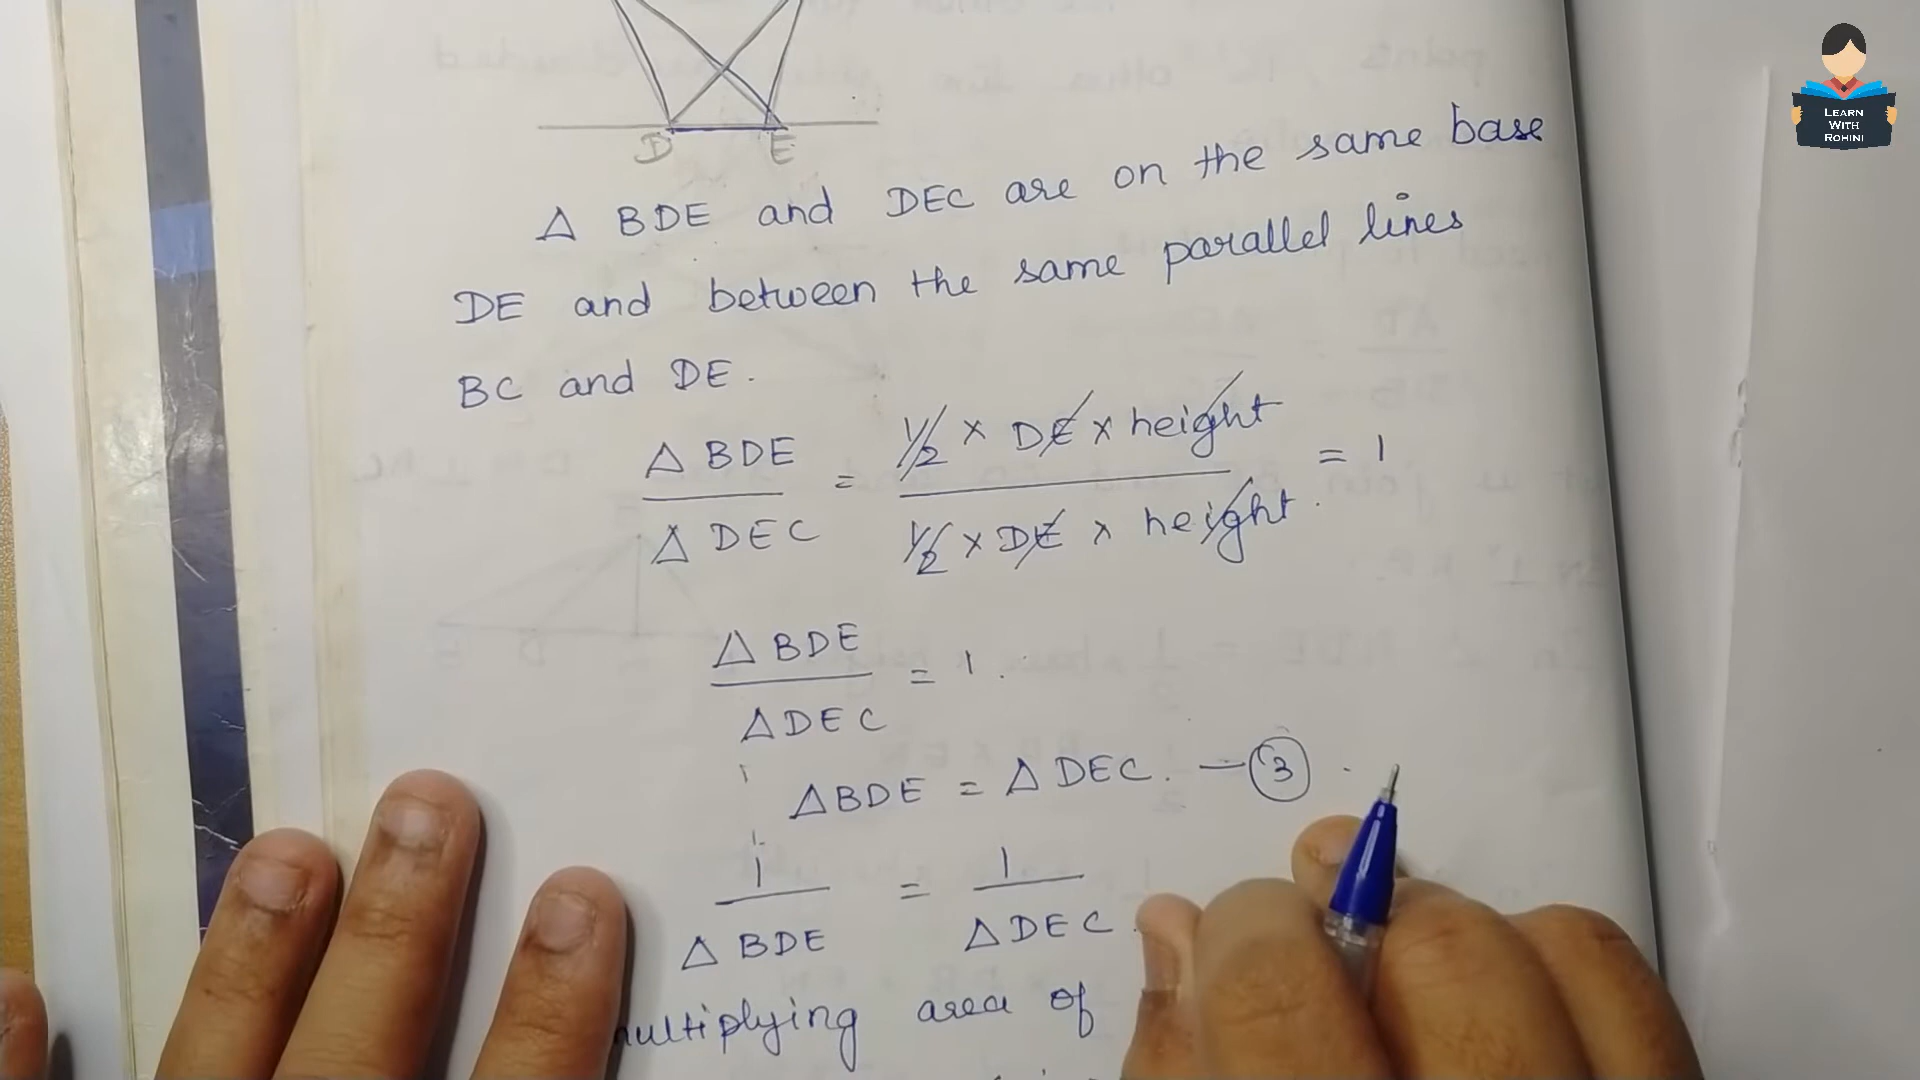 LEARN
WITH
ROHINI
D E
△ BDE and DEC are on the same base
DE and between the same parallel lines
BC and DE.
△ BDE / △ DEC = 1/2 × DE × height / 1/2 × DE × height = 1
△ BDE / △ DEC = 1.
△ BDE = △ DEC. — 3
1 / △ BDE = 1 / △ DEC.
multiplying area of